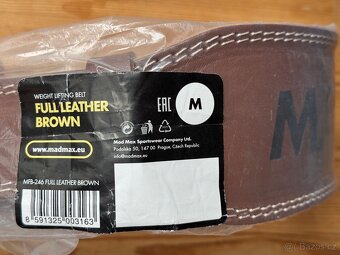 WEIGHT LIFTING BELT
FULL LEATHER
BROWN
www.madmax.eu
MFB-246 FULL LEATHER BROWN
8 591325 003163
EAC
M
Mad Max Sportswear Company Ltd.
Podolská 50, 147 00 Prague, Czech Republic
info@madmax.eu
M